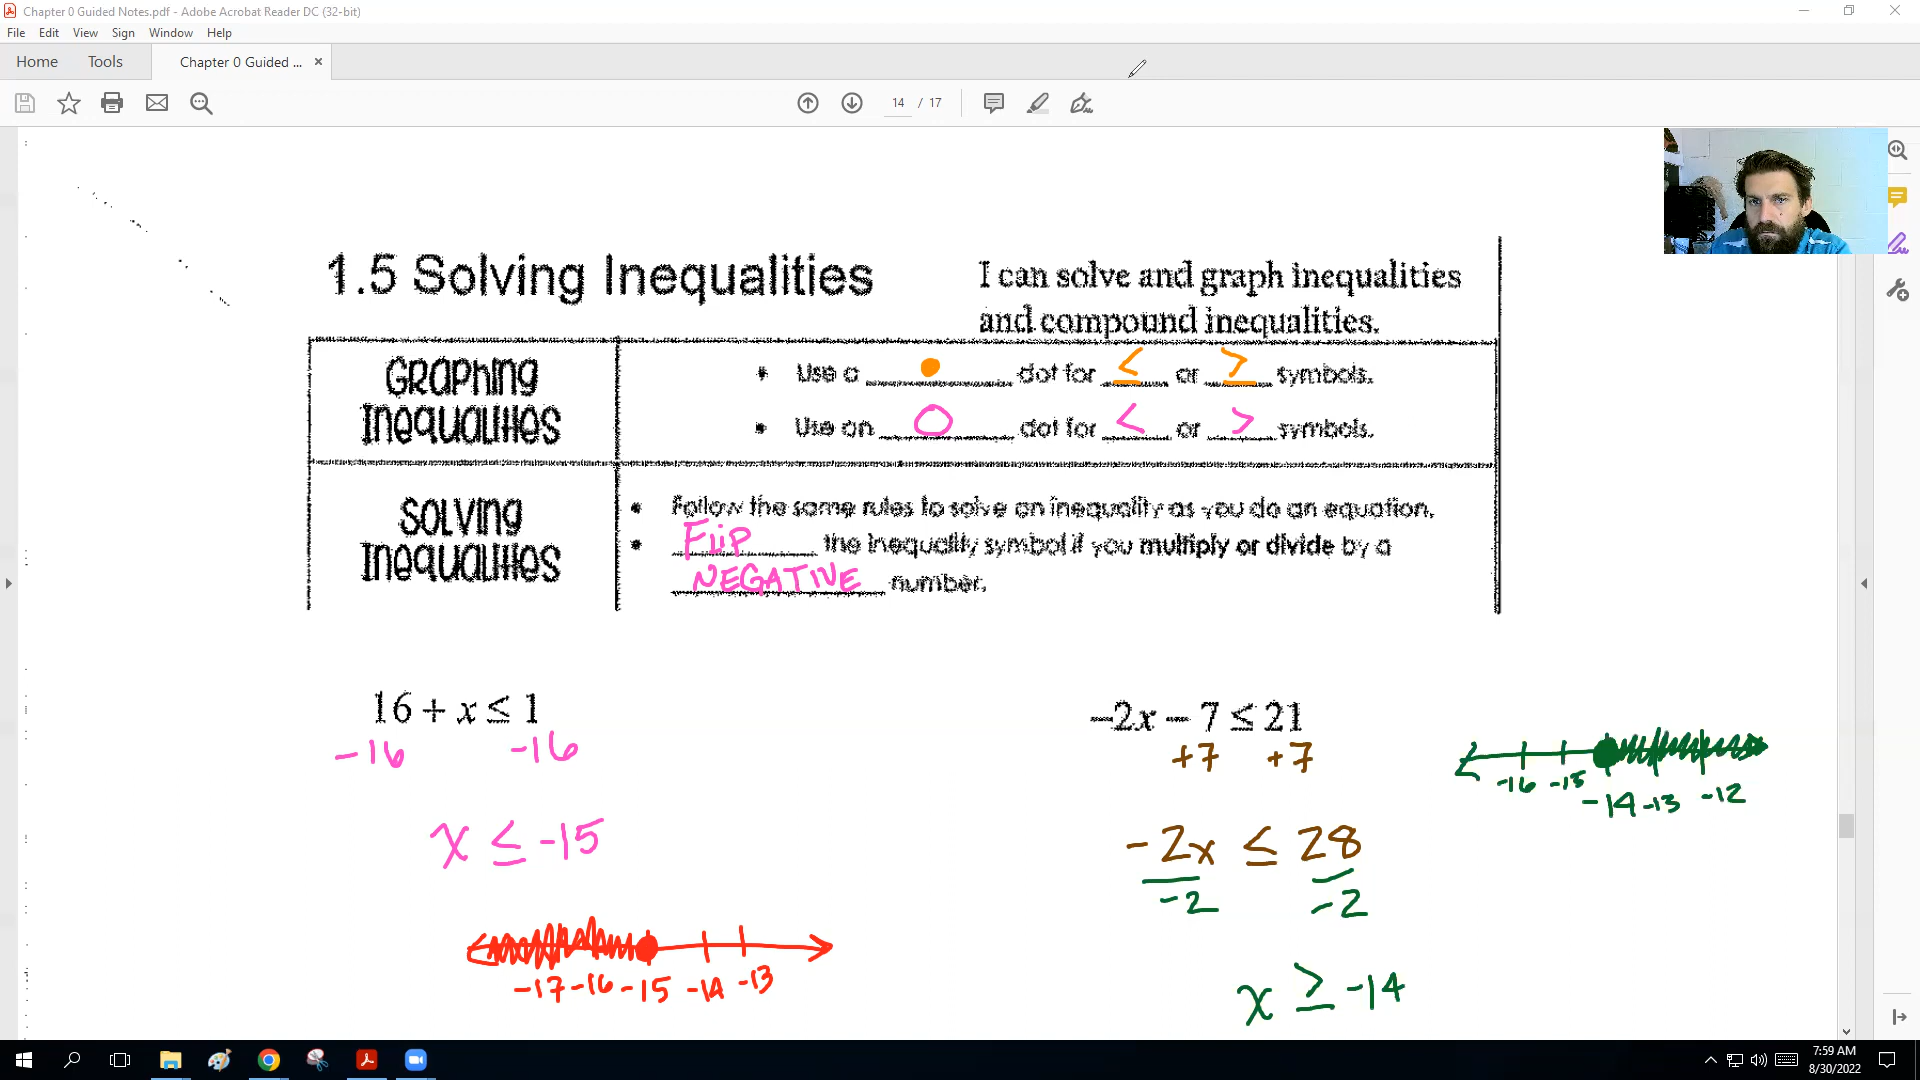 Chapter 0 Guided Notes.pdf - Adobe Acrobat Reader DC (32-bit)
File Edit View Sign Window Help
Home Tools Chapter 0 Guided ... ×
14 / 17
1.5 Solving Inequalities
I can solve and graph inequalities
and compound inequalities.
Graphing
Inequalities
• Use a ● dot for ≤ or ≥ symbols.
• Use an ○ dot for < or > symbols.
Solving
Inequalities
• Follow the same rules to solve an inequality as you do an equation.
• Flip the inequality symbol if you multiply or divide by a
NEGATIVE number.
16 + x ≤ 1
-16 -16
x ≤ -15
-17 -16 -15 -14 -13
-2x - 7 ≤ 21
+7 +7
-2x ≤ 28
-2 -2
x ≥ -14
-16 -15 -14 -13 -12
7:59 AM
8/30/2022